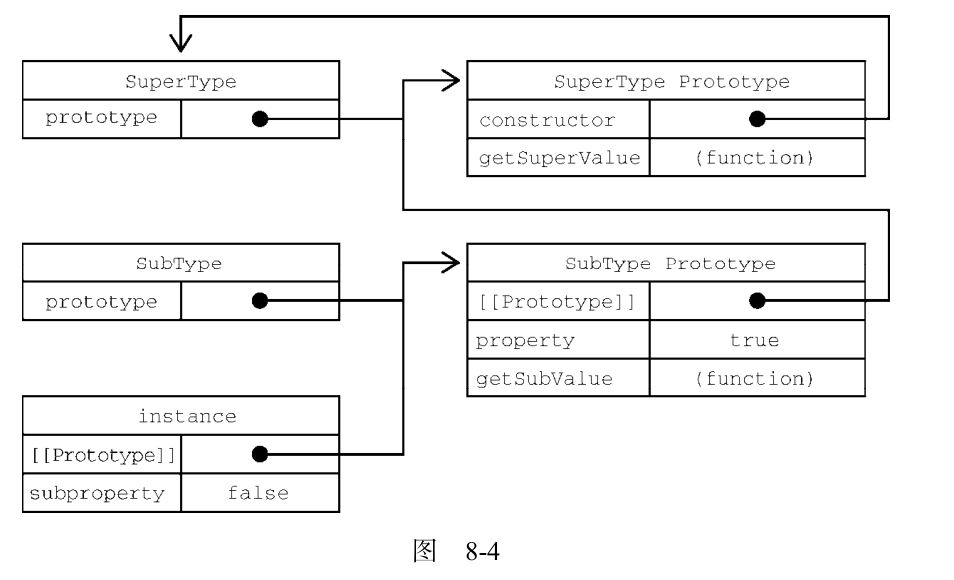 SuperType
prototype
SuperType Prototype
constructor
getSuperValue (function)
SubType
prototype
SubType Prototype
[[Prototype]]
property true
getSubValue (function)
instance
[[Prototype]]
subproperty false
图 8-4